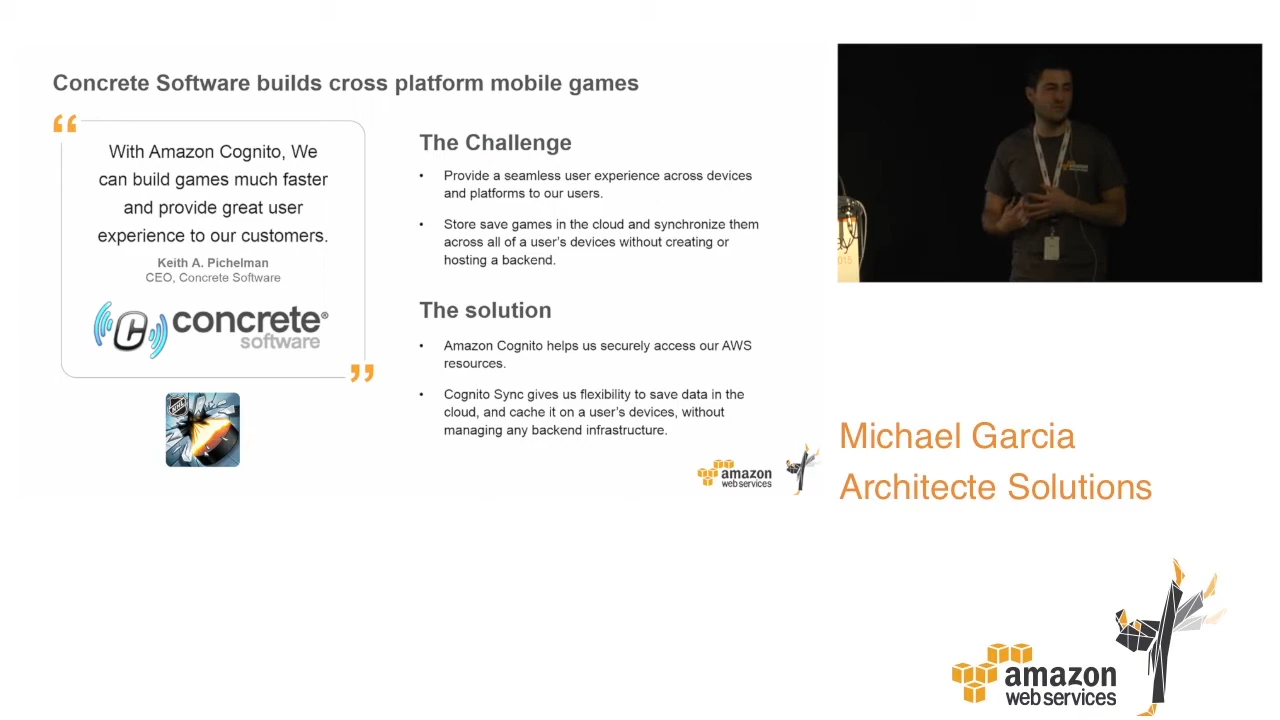 Concrete Software builds cross platform mobile games
“
With Amazon Cognito, We
can build games much faster
and provide great user
experience to our customers.
Keith A. Pichelman
CEO, Concrete Software
C concrete®
software
”
NHL
The Challenge
• Provide a seamless user experience across devices
and platforms to our users.
• Store save games in the cloud and synchronize them
across all of a user's devices without creating or
hosting a backend.
The solution
• Amazon Cognito helps us securely access our AWS
resources.
• Cognito Sync gives us flexibility to save data in the
cloud, and cache it on a user's devices, without
managing any backend infrastructure.
amazon
web services
2015
Michael Garcia
Architecte Solutions
amazon
web services